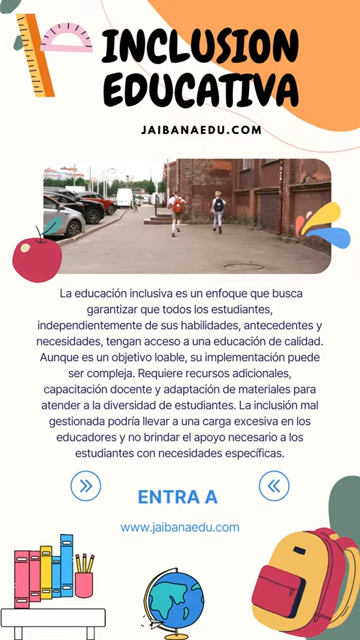 INCLUSION
EDUCATIVA
JAIBANAEDU.COM
La educación inclusiva es un enfoque que busca
garantizar que todos los estudiantes,
independientemente de sus habilidades, antecedentes y
necesidades, tengan acceso a una educación de calidad.
Aunque es un objetivo loable, su implementación puede
ser compleja. Requiere recursos adicionales,
capacitación docente y adaptación de materiales para
atender a la diversidad de estudiantes. La inclusión mal
gestionada podría llevar a una carga excesiva en los
educadores y no brindar el apoyo necesario a los
estudiantes con necesidades específicas.
ENTRA A
www.jaibanaedu.com